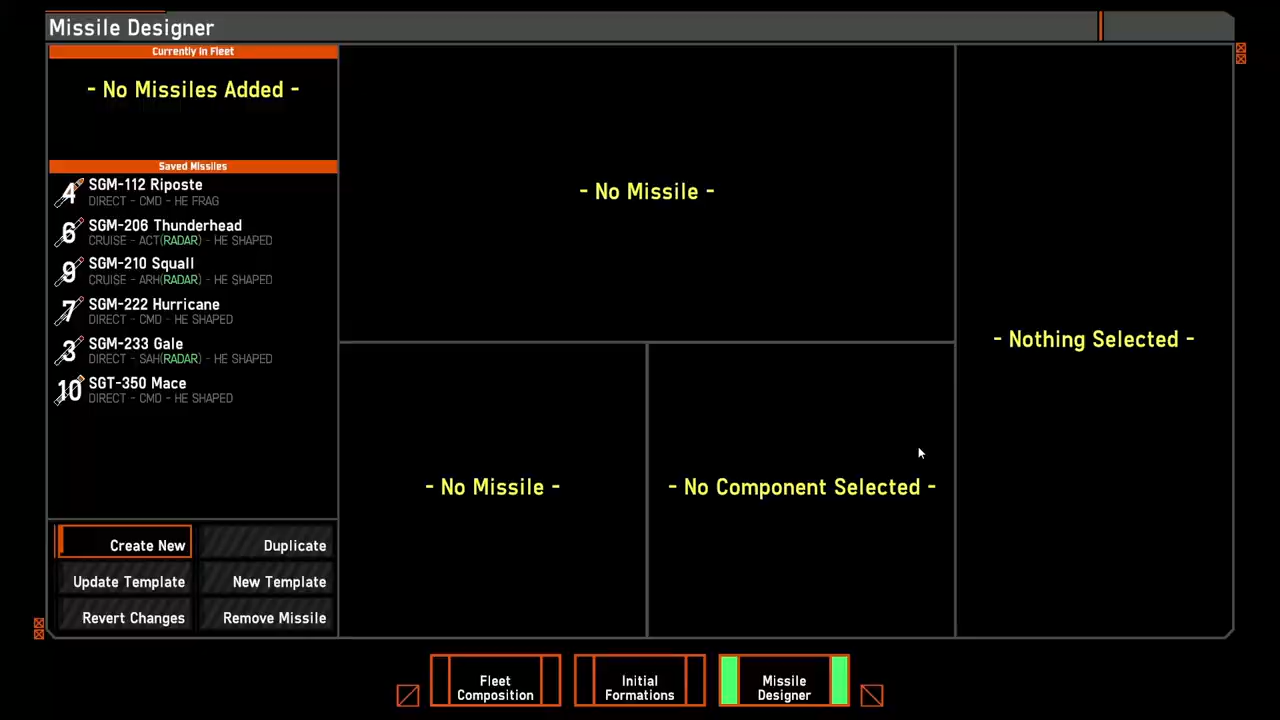 Missile Designer
Currently In Fleet
- No Missiles Added -
Saved Missiles
4
SGM-112 Riposte
DIRECT - CMD - HE FRAG
6
SGM-206 Thunderhead
CRUISE - ACT(RADAR) - HE SHAPED
9
SGM-210 Squall
CRUISE - ARH(RADAR) - HE SHAPED
7
SGM-222 Hurricane
DIRECT - CMD - HE SHAPED
3
SGM-233 Gale
DIRECT - SAH(RADAR) - HE SHAPED
10
SGT-350 Mace
DIRECT - CMD - HE SHAPED
Create New
Duplicate
Update Template
New Template
Revert Changes
Remove Missile
- No Missile -
- No Missile -
- No Component Selected -
- Nothing Selected -
Fleet
Composition
Initial
Formations
Missile
Designer